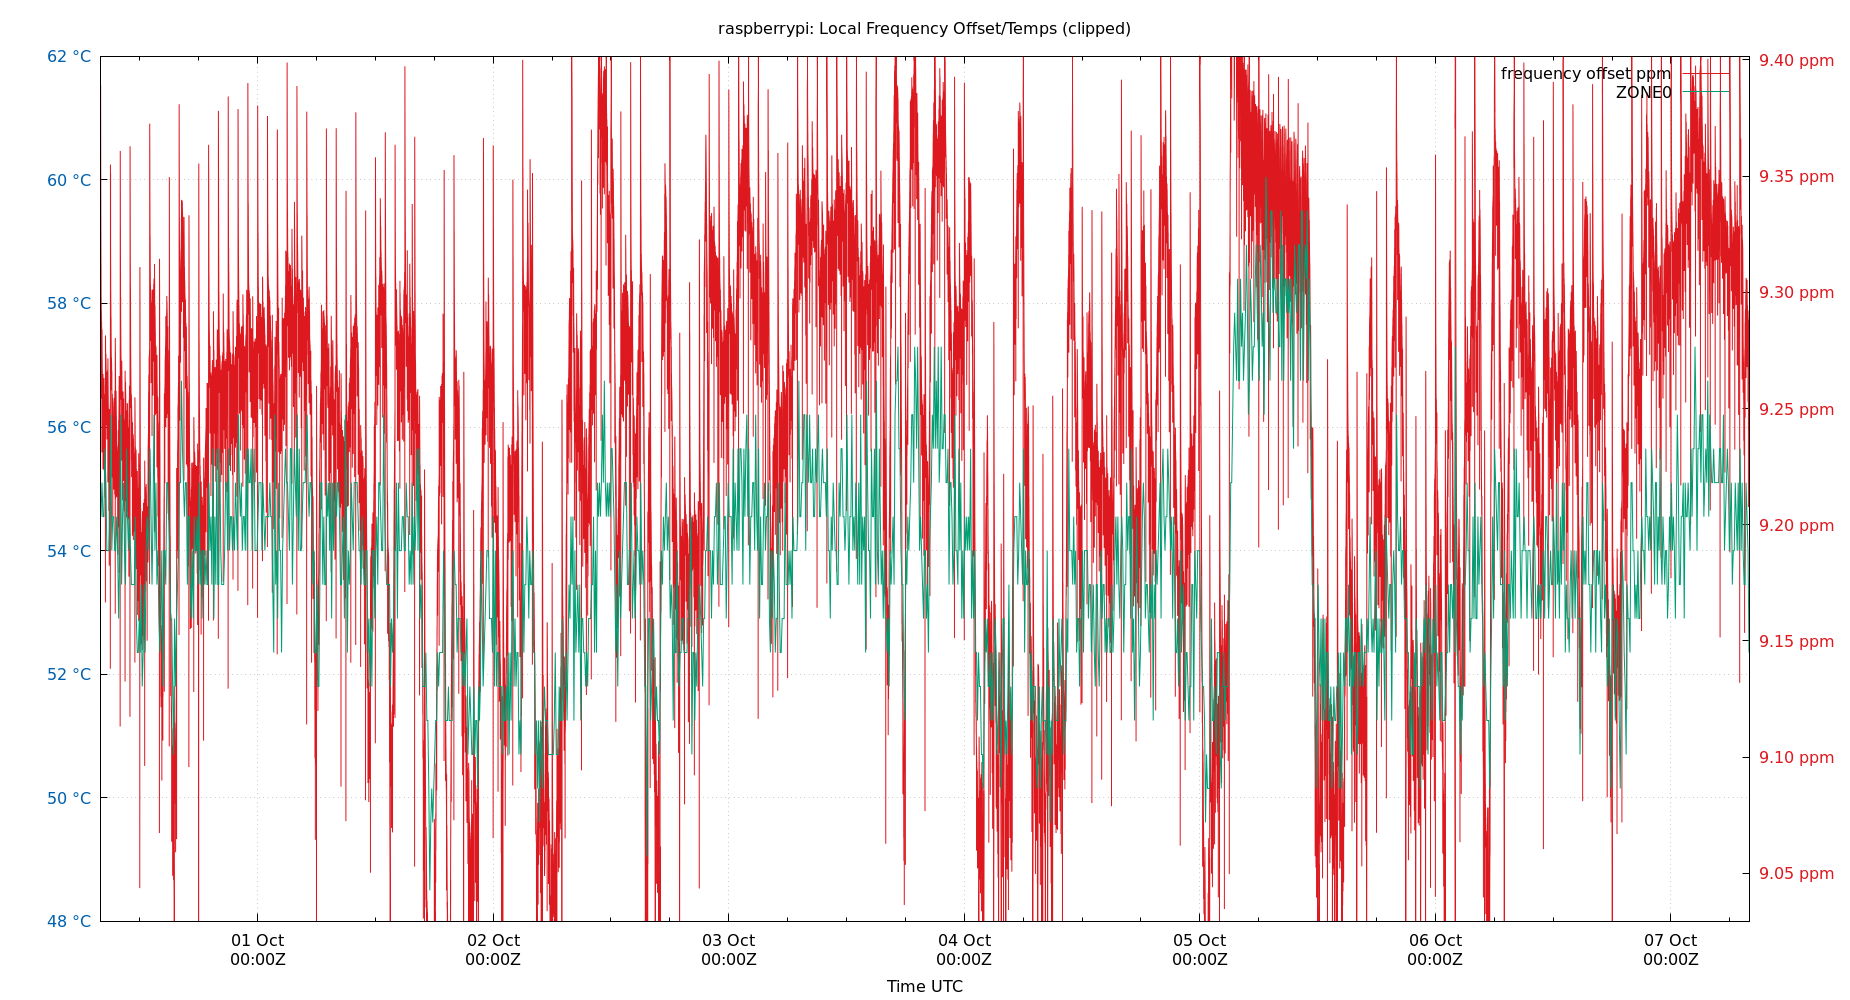 raspberrypi: Local Frequency Offset/Temps (clipped)
62 °C
60 °C
58 °C
56 °C
54 °C
52 °C
50 °C
48 °C
9.40 ppm
9.35 ppm
9.30 ppm
9.25 ppm
9.20 ppm
9.15 ppm
9.10 ppm
9.05 ppm
frequency offset ppm
ZONE0
01 Oct
00:00Z
02 Oct
00:00Z
03 Oct
00:00Z
04 Oct
00:00Z
05 Oct
00:00Z
06 Oct
00:00Z
07 Oct
00:00Z
Time UTC